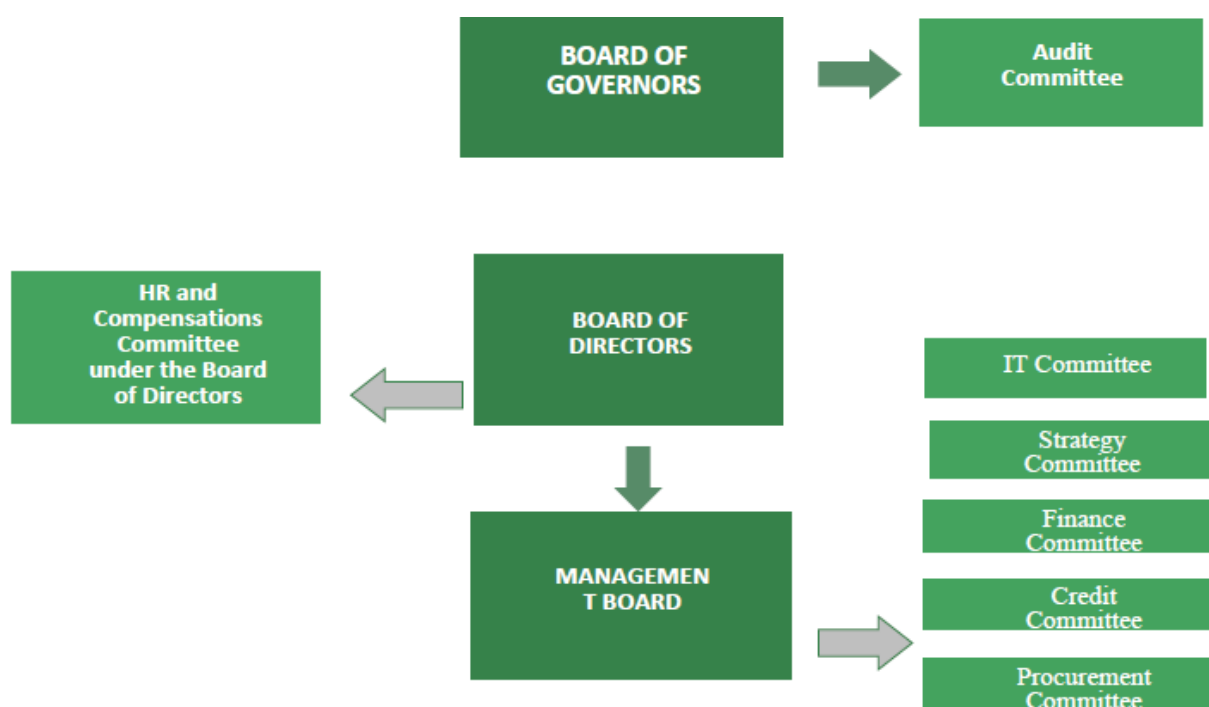 BOARD OF
GOVERNORS
Audit
Committee
HR and
Compensations
Committee
under the Board
of Directors
BOARD OF
DIRECTORS
IT Committee
Strategy
Committee
Finance
Committee
MANAGEMEN
T BOARD
Credit
Committee
Procurement
Committee